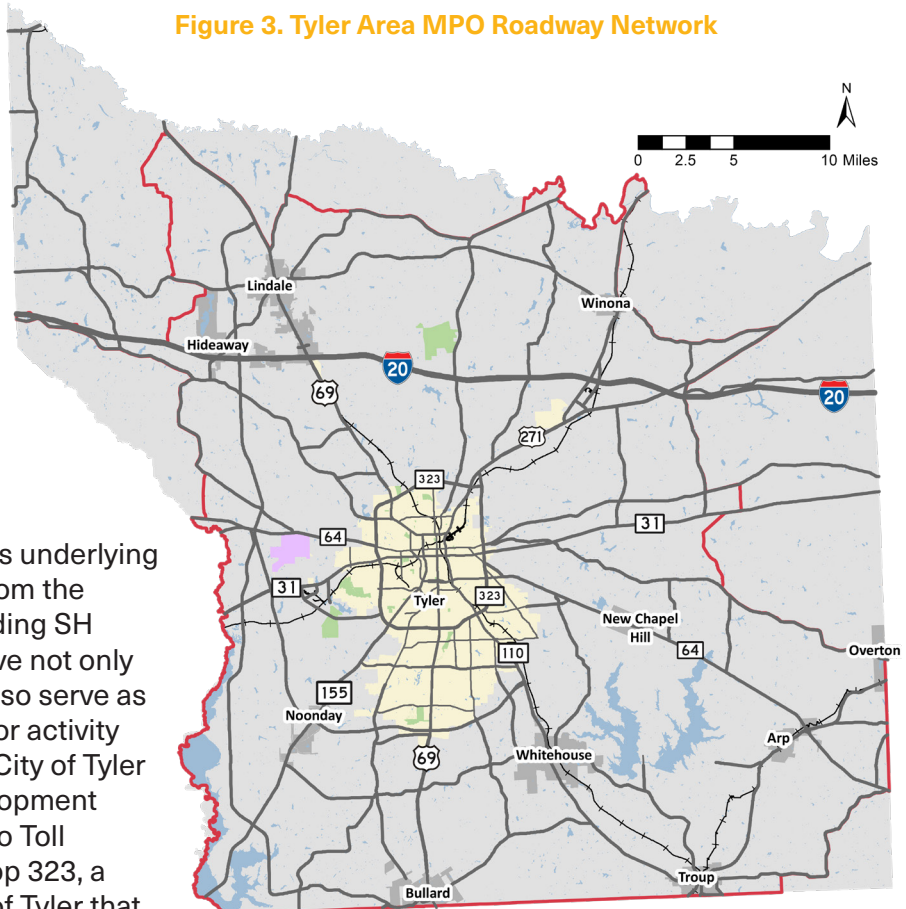 Figure 3. Tyler Area MPO Roadway Network
N
0 2.5 5 10 Miles
Lindale
Winona
Hideaway
20
69
20
271
323
s underlying
64
31
om the
31
ding SH
Tyler
323
New Chapel
Hill
ve not only
110
64
Overton
so serve as
155
Noonday
or activity
Arp
City of Tyler
69
Whitehouse
opment
o Toll
op 323, a
Troup
Bullard
of Tyler that